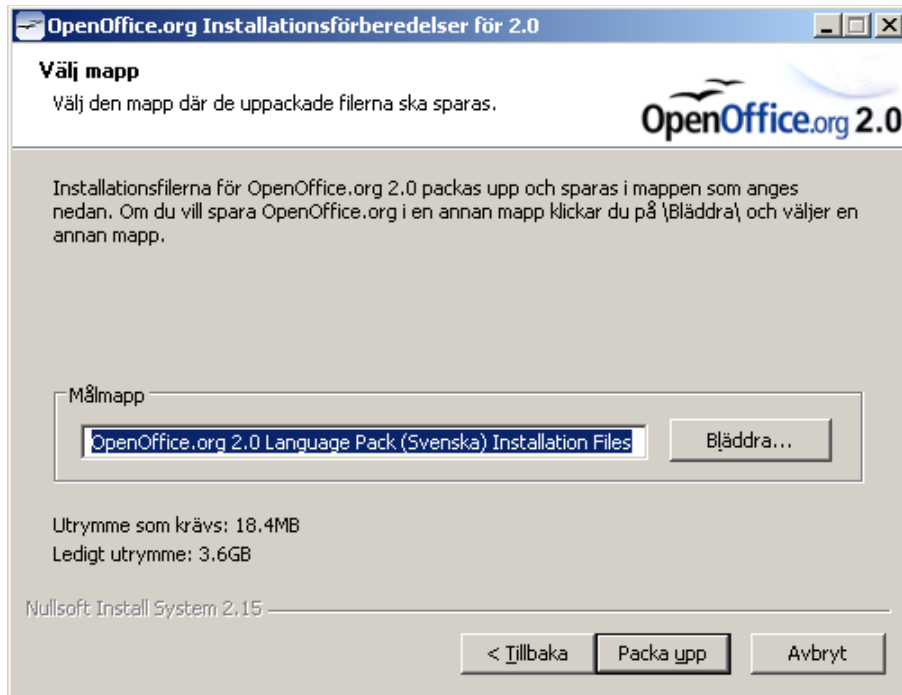 OpenOffice.org Installationsförberedelser för 2.0
Välj mapp
Välj den mapp där de uppackade filerna ska sparas.
OpenOffice.org 2.0
Installationsfilerna för OpenOffice.org 2.0 packas upp och sparas i mappen som anges
nedan. Om du vill spara OpenOffice.org i en annan mapp klickar du på \Bläddra\ och väljer en
annan mapp.
Målmapp
OpenOffice.org 2.0 Language Pack (Svenska) Installation Files
Bläddra...
Utrymme som krävs: 18.4MB
Ledigt utrymme: 3.6GB
Nullsoft Install System 2.15
< Tillbaka
Packa upp
Avbryt